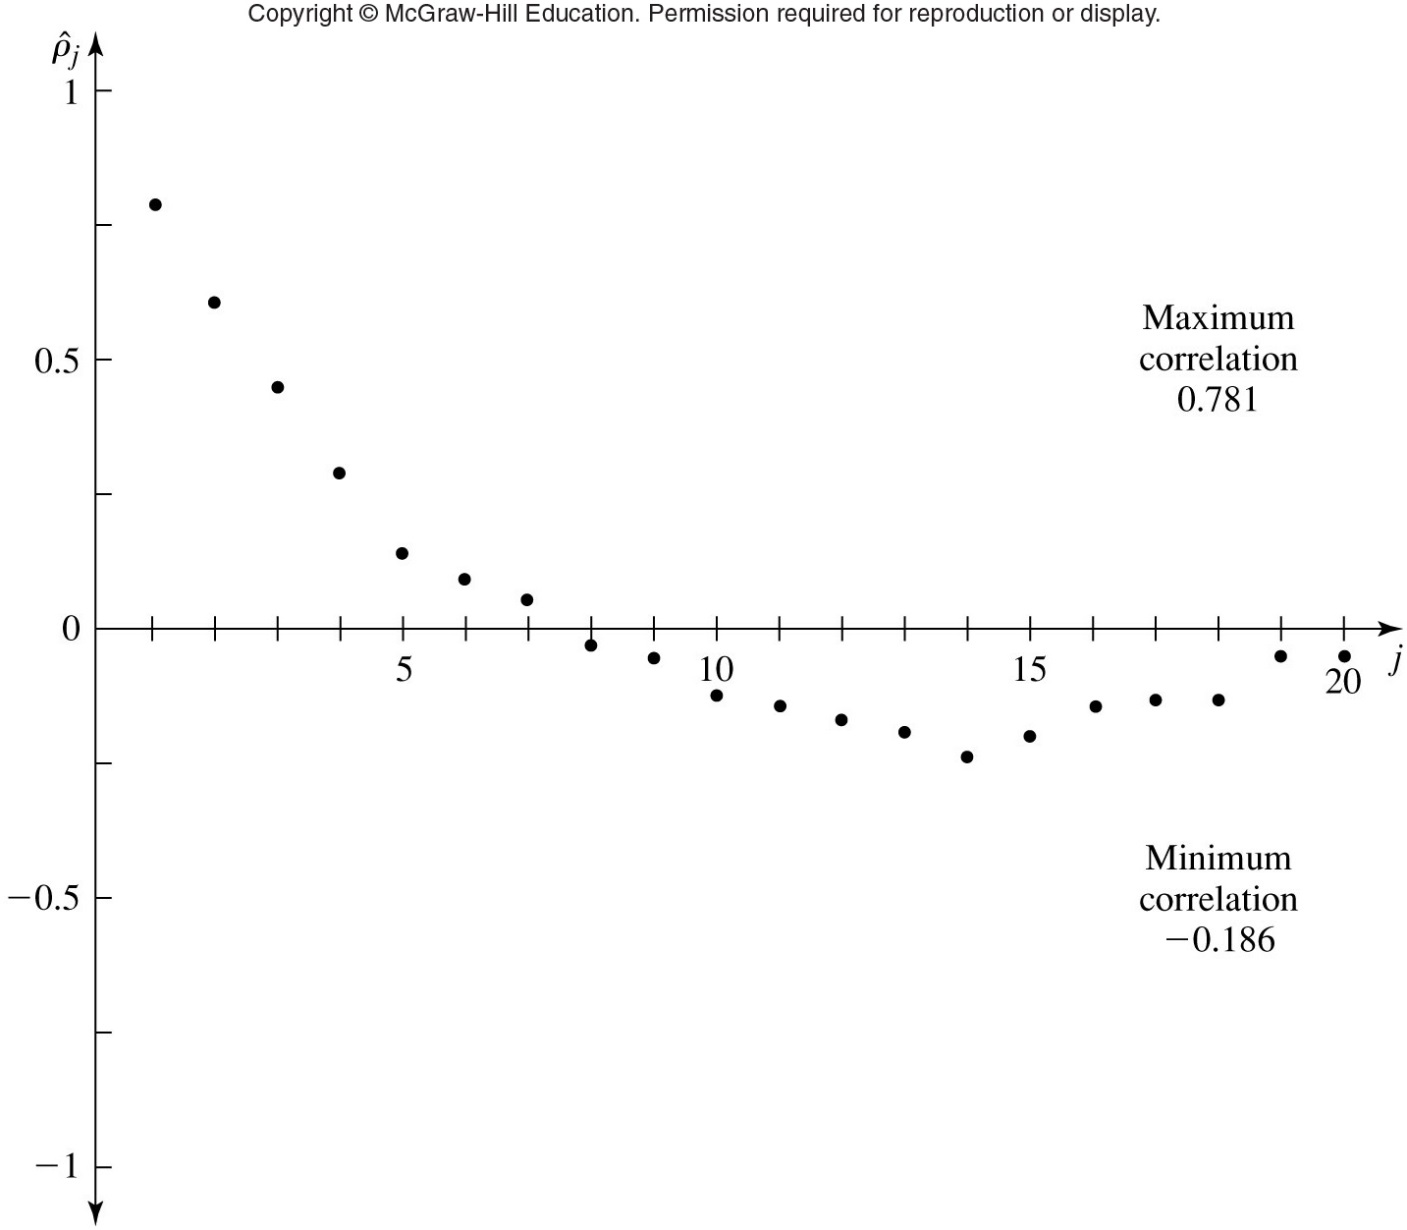 Copyright © McGraw-Hill Education. Permission required for reproduction or display.
ρ̂j
1
0.5
0
−0.5
−1
5
10
15
20
j
Maximum
correlation
0.781
Minimum
correlation
−0.186